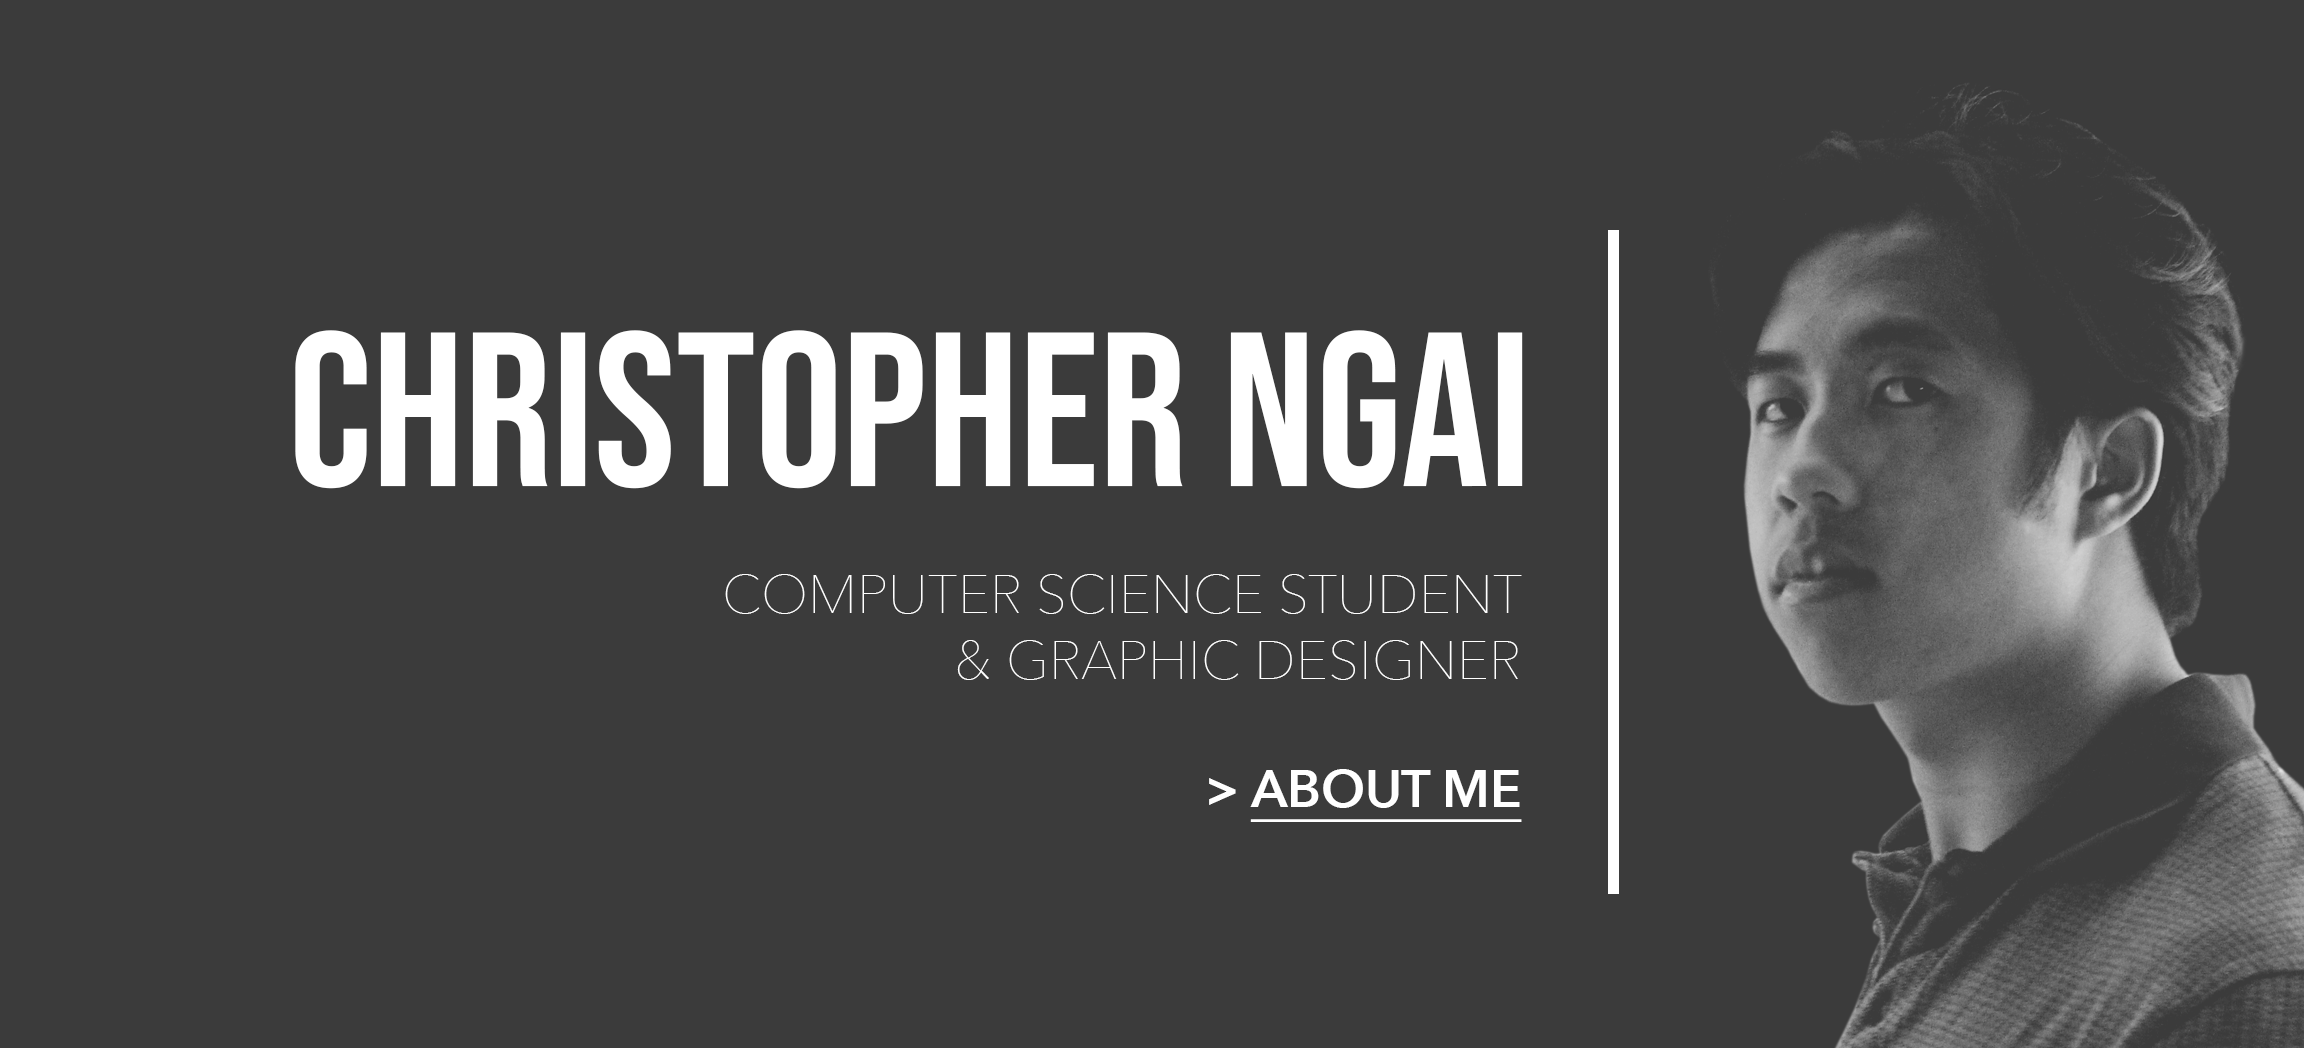 CHRISTOPHER NGAI
COMPUTER SCIENCE STUDENT
& GRAPHIC DESIGNER
> ABOUT ME